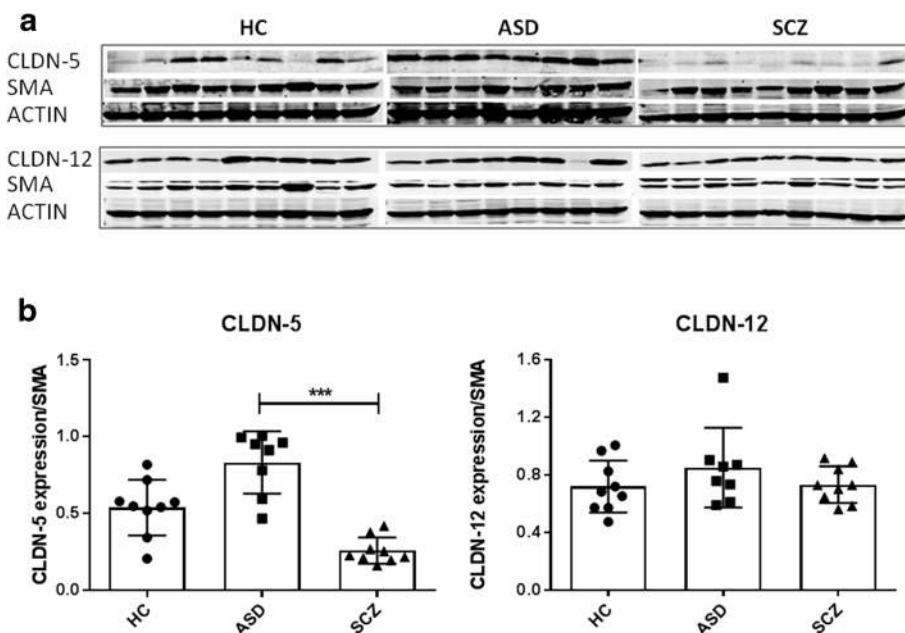 a
HC ASD SCZ
CLDN-5
SMA
ACTIN
CLDN-12
SMA
ACTIN
b
CLDN-5
CLDN-5 expression/SMA
1.5
1.0
0.5
0.0
***
HC ASD SCZ
CLDN-12
CLDN-12 expression/SMA
1.6
1.2
0.8
0.4
0.0
HC ASD SCZ